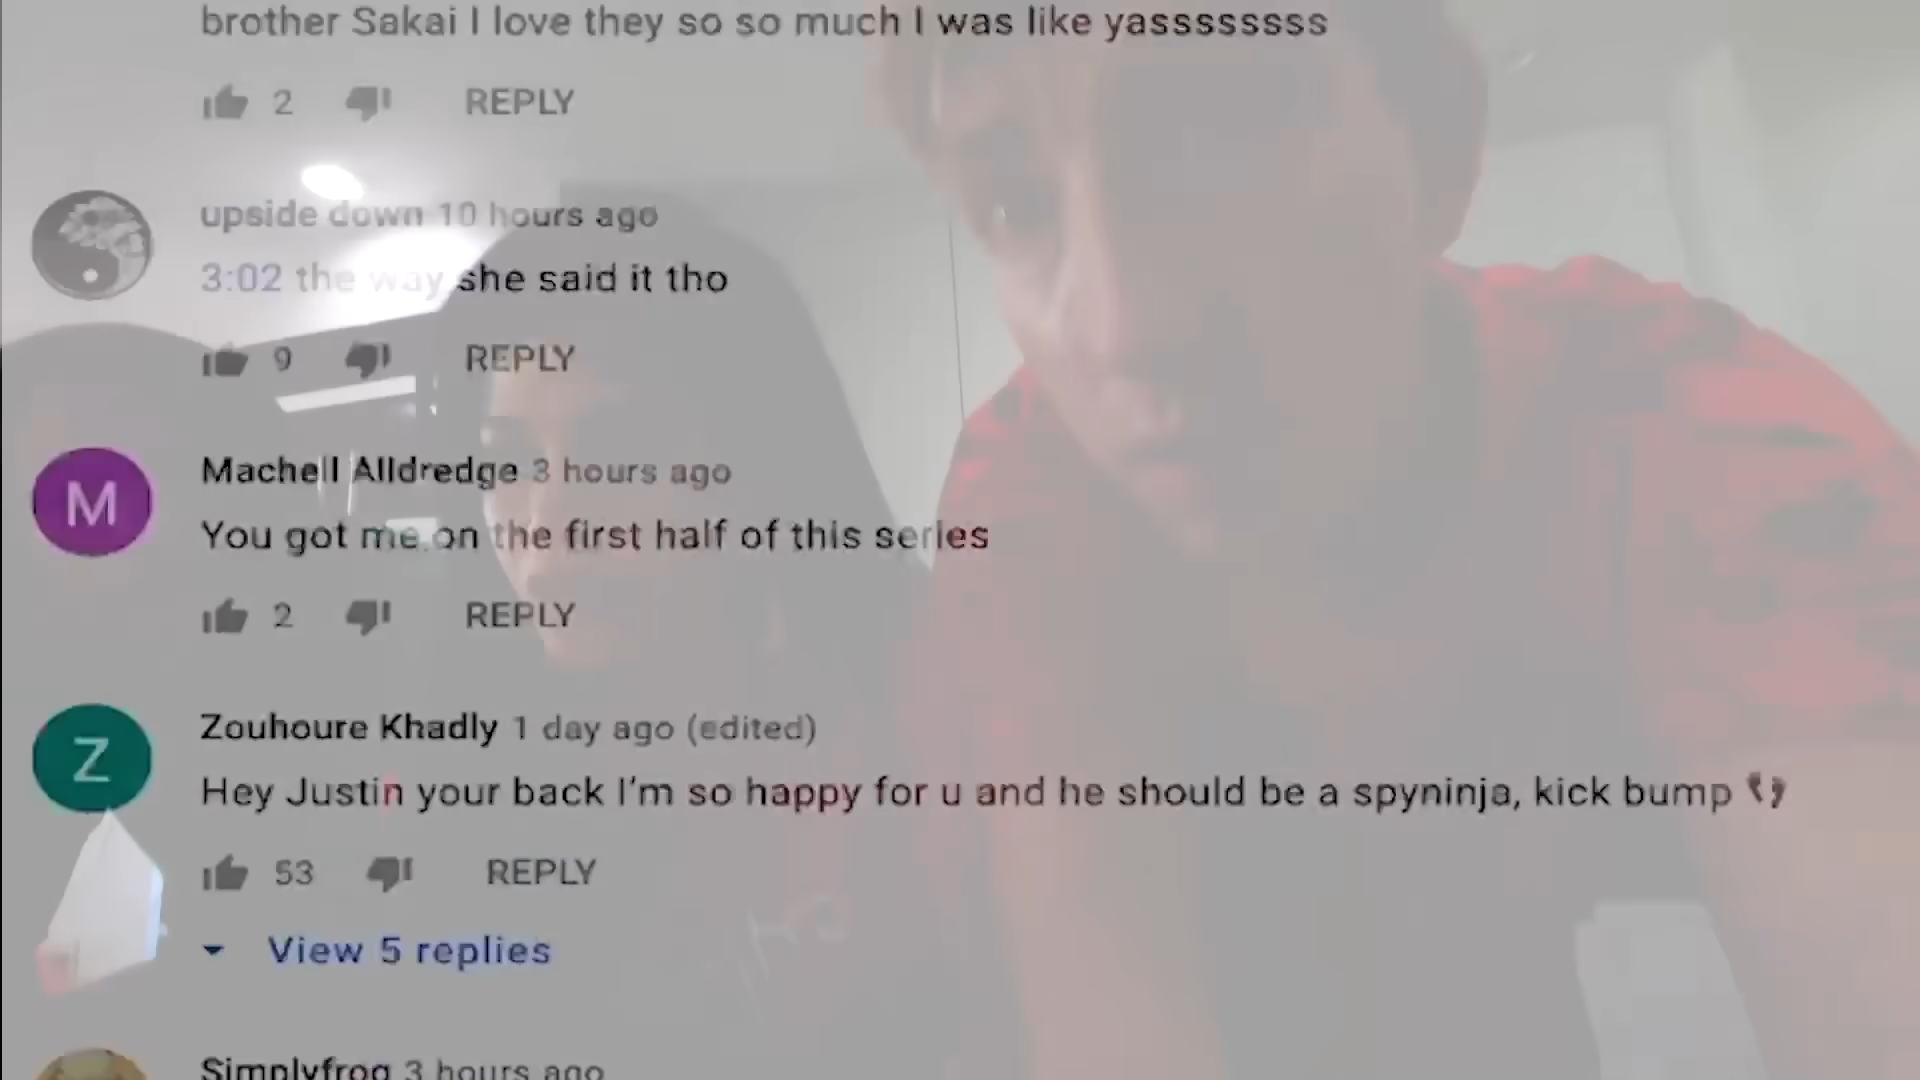 brother Sakai I love they so so much I was like yassssssss
2 REPLY
upside down 10 hours ago
3:02 the way she said it tho
9 REPLY
M
Machell Alldredge 3 hours ago
You got me on the first half of this series
2 REPLY
Z
Zouhoure Khadly 1 day ago (edited)
Hey Justin your back I'm so happy for u and he should be a spyninja, kick bump
53 REPLY
View 5 replies
Simplyfrog 3 hours ago